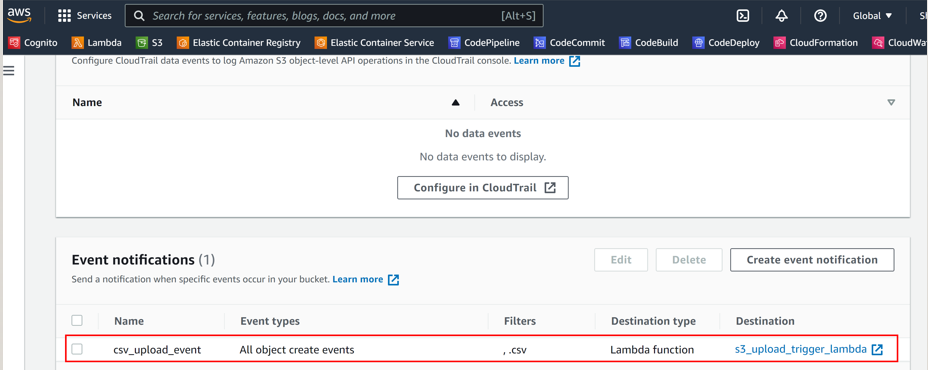 aws Services Search for services, features, blogs, docs, and more [Alt+S] Global
Cognito Lambda S3 Elastic Container Registry Elastic Container Service CodePipeline CodeCommit CodeBuild CodeDeploy CloudFormation
Configure CloudTrail data events to log Amazon S3 object-level API operations in the CloudTrail console. Learn more
Name Access
No data events
No data events to display.
Configure in CloudTrail
Event notifications (1) Edit Delete Create event notification
Send a notification when specific events occur in your bucket. Learn more
Name Event types Filters Destination type Destination
csv_upload_event All object create events , .csv Lambda function s3_upload_trigger_lambda